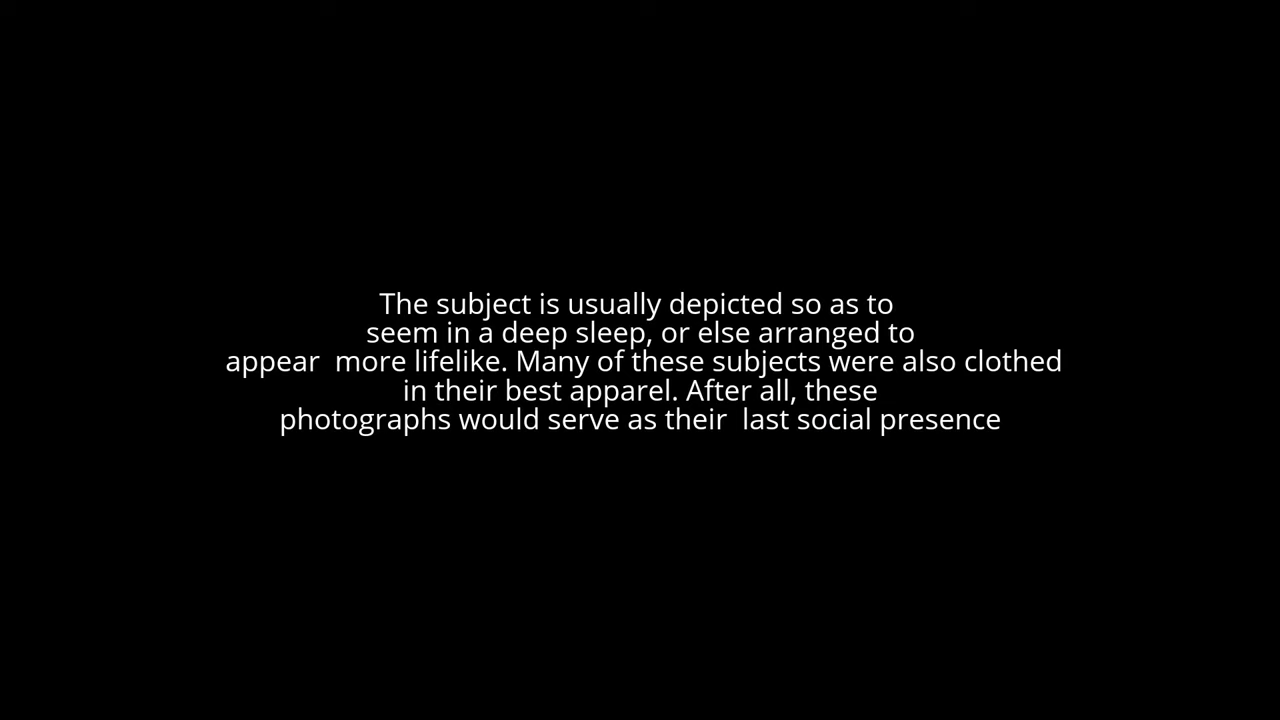 The subject is usually depicted so as to
seem in a deep sleep, or else arranged to
appear  more lifelike. Many of these subjects were also clothed
in their best apparel. After all, these
photographs would serve as their  last social presence